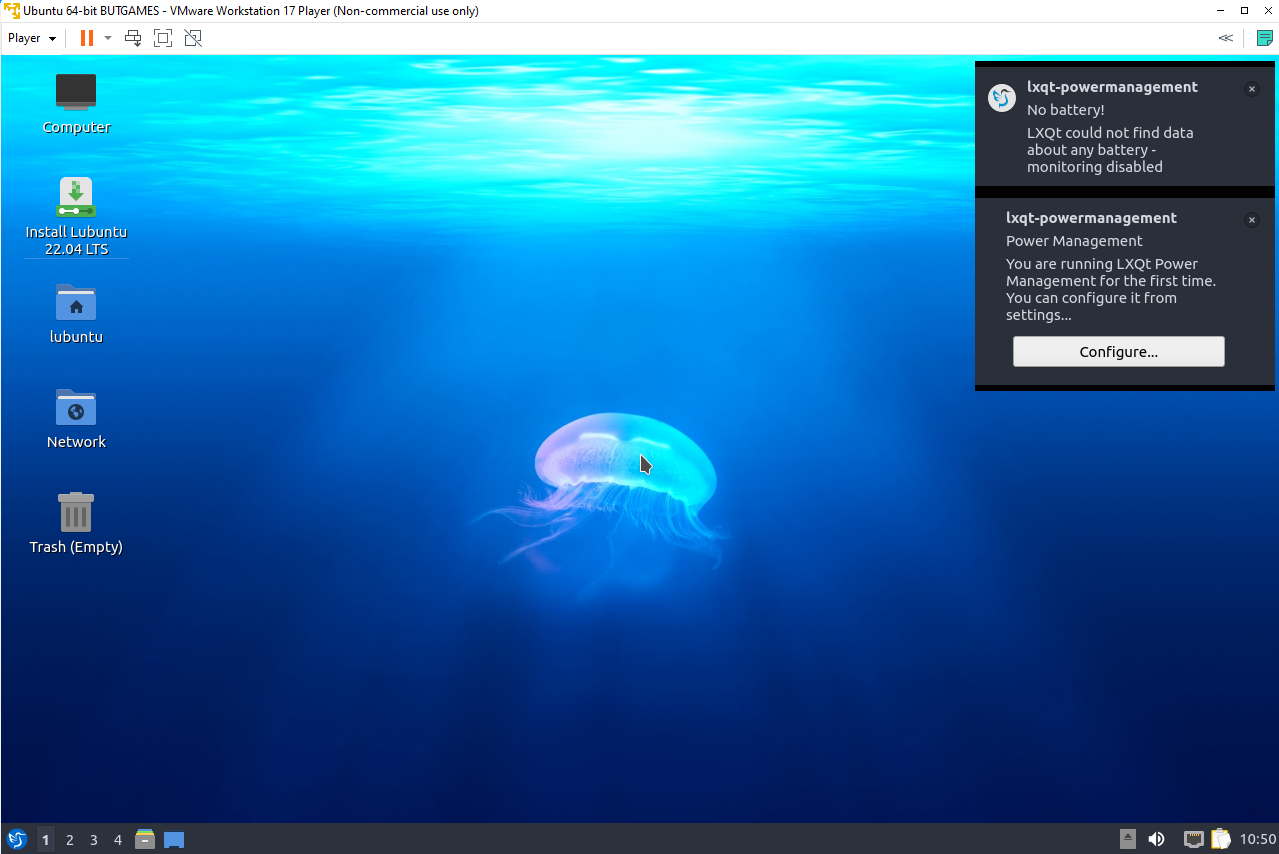 Ubuntu 64-bit BUTGAMES - VMware Workstation 17 Player (Non-commercial use only)
Player
Computer
Install Lubuntu
22.04 LTS
lubuntu
Network
Trash (Empty)
lxqt-powermanagement
No battery!
LXQt could not find data
about any battery -
monitoring disabled
lxqt-powermanagement
Power Management
You are running LXQt Power
Management for the first time.
You can configure it from
settings...
Configure...
1 2 3 4
10:50